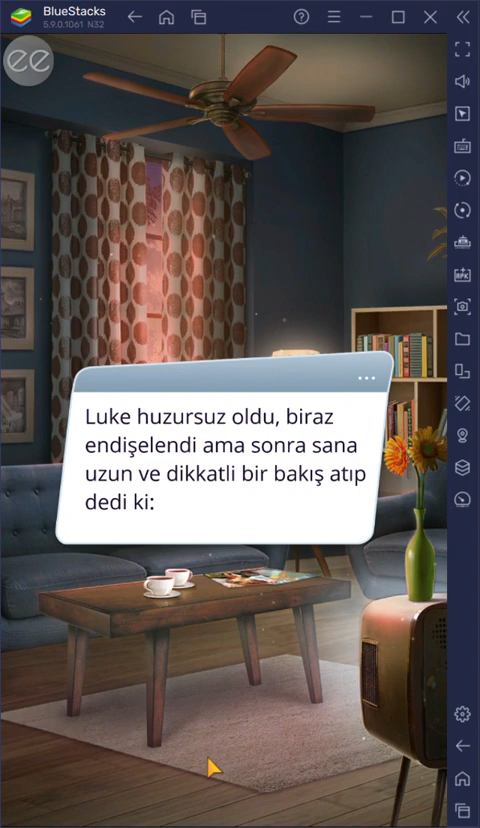 BlueStacks
5.9.0.1061 N32
ee
Luke huzursuz oldu, biraz
endişelendi ama sonra sana
uzun ve dikkatli bir bakış atıp
dedi ki: